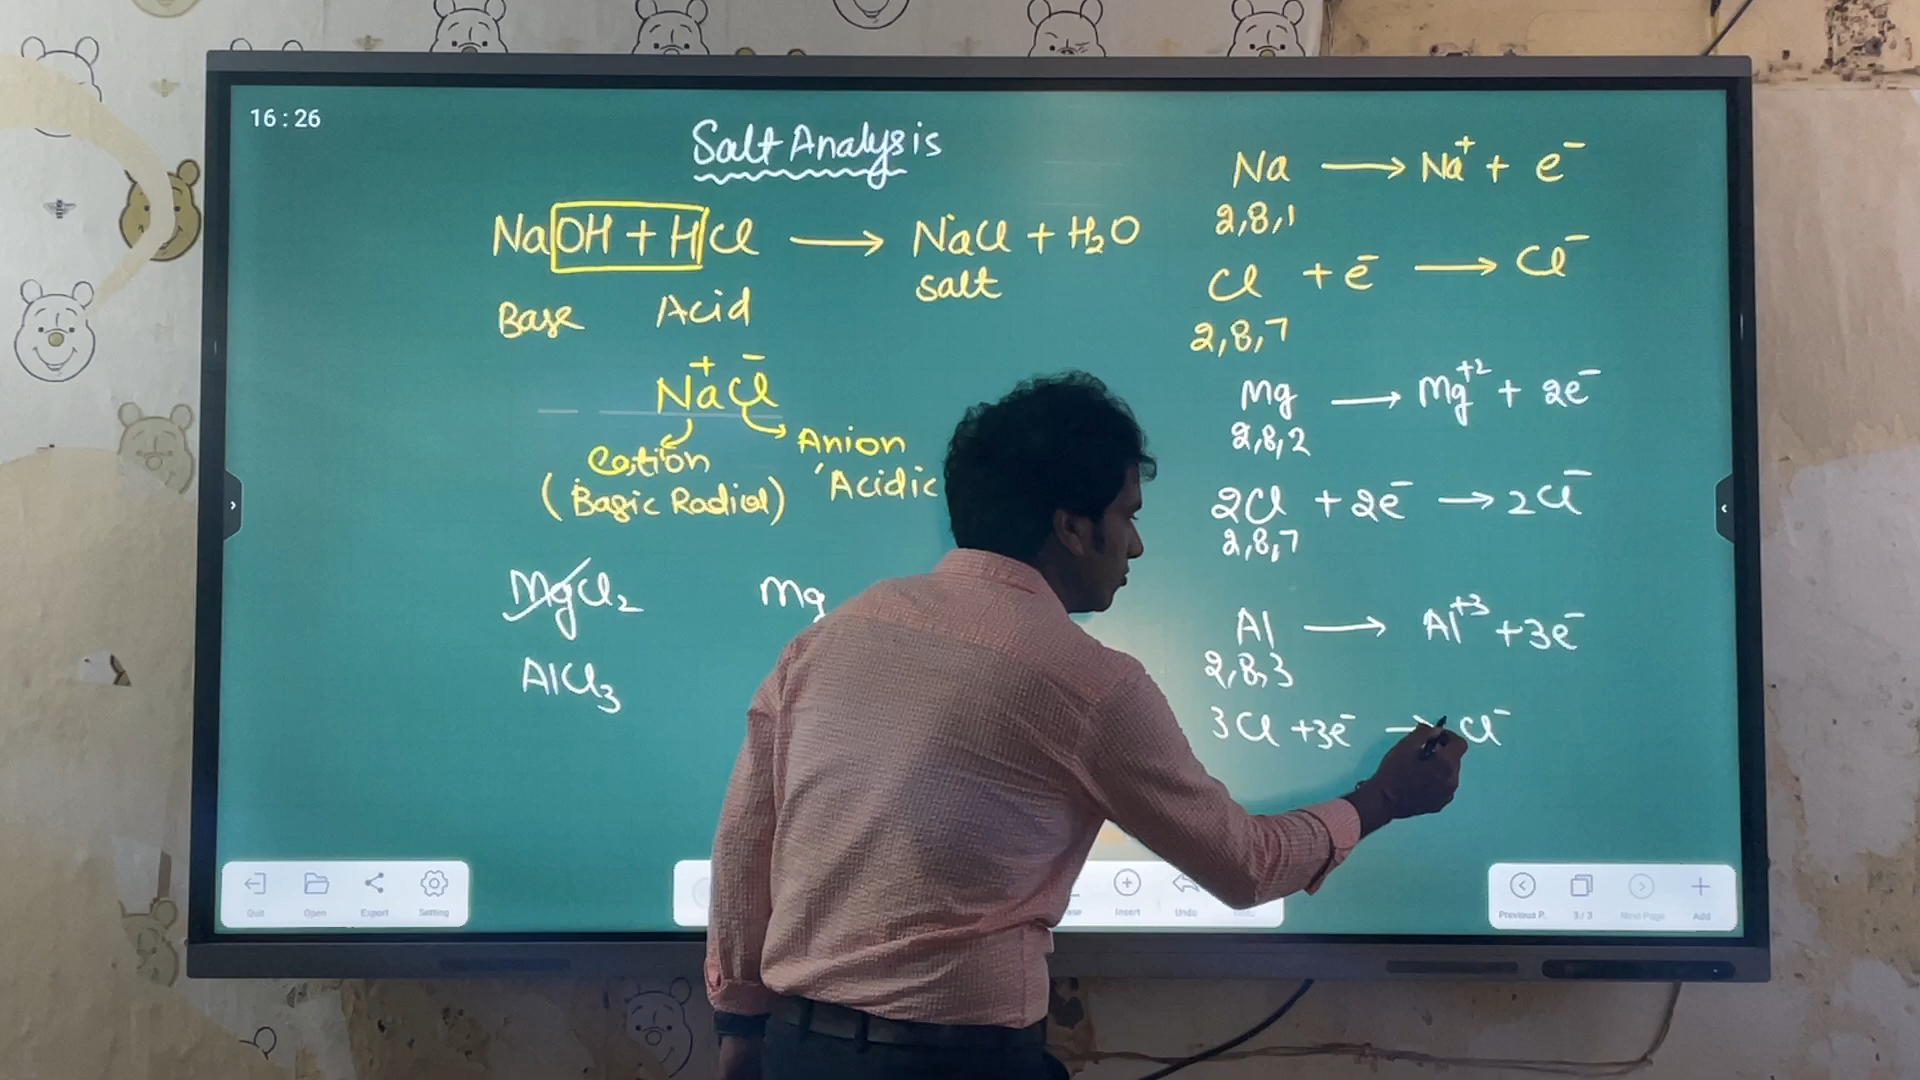 16:26
Salt Analysis
NaOH + HCl ⟶ NaCl + H₂O
salt
Base Acid
Na⁺Cl⁻
Cation
Anion
(Basic Radical)
Acidic
MgCl₂ Mg
AlCl₃
Na ⟶ Na⁺ + e⁻
2,8,1
Cl + e⁻ ⟶ Cl⁻
2,8,7
Mg ⟶ Mg⁺² + 2e⁻
2,8,2
2Cl + 2e⁻ ⟶ 2Cl⁻
2,8,7
Al ⟶ Al⁺³ + 3e⁻
2,8,3
3Cl + 3e⁻ ⟶ Cl⁻
Quit Open Export Setting
Insert Undo
Previous P.. 3/3 Next Page Add